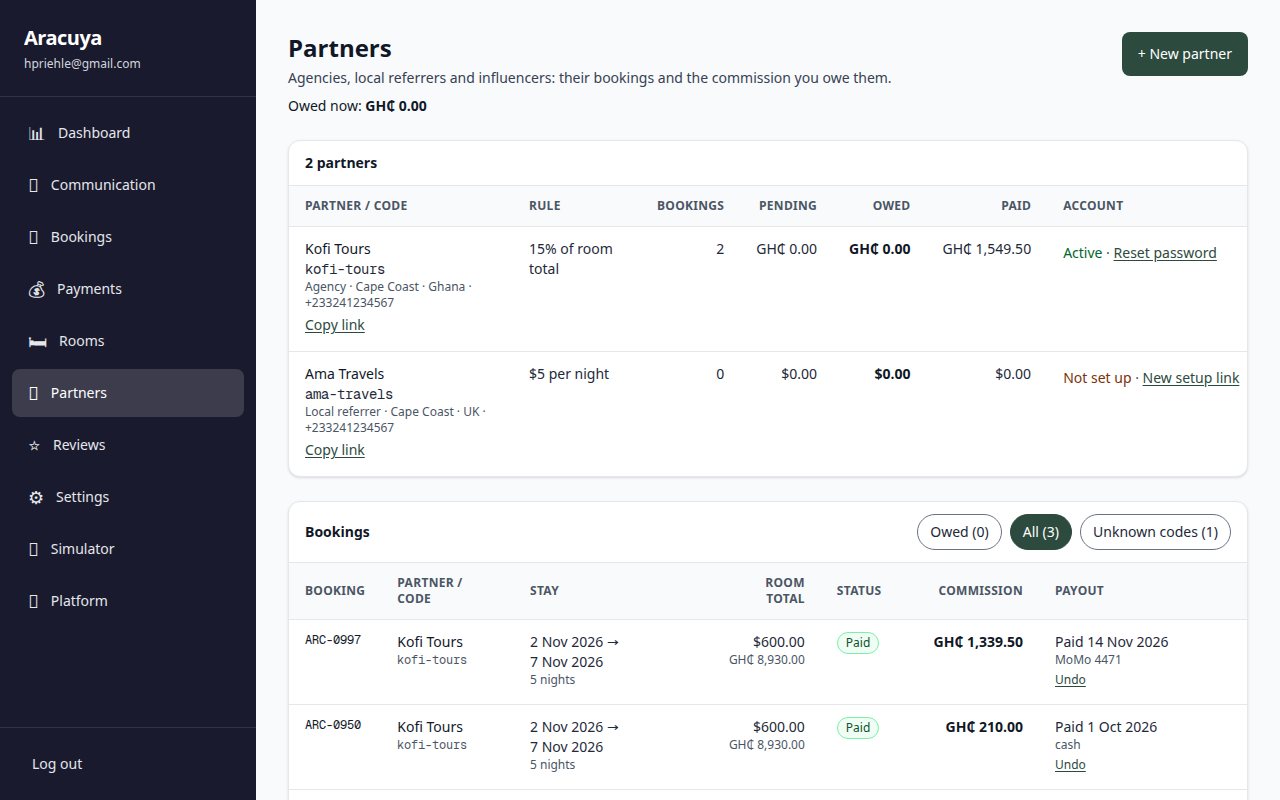 Aracuya
hpriehle@gmail.com
Dashboard
Communication
Bookings
Payments
Rooms
Partners
Reviews
Settings
Simulator
Platform
Log out
Partners
Agencies, local referrers and influencers: their bookings and the commission you owe them.
Owed now: GH₵ 0.00
+ New partner
2 partners
PARTNER / CODE RULE BOOKINGS PENDING OWED PAID ACCOUNT
Kofi Tours 15% of room 2 GH₵ 0.00 GH₵ 0.00 GH₵ 1,549.50 Active · Reset password
kofi-tours total
Agency · Cape Coast · Ghana ·
+233241234567
Copy link
Ama Travels $5 per night 0 $0.00 $0.00 $0.00 Not set up · New setup link
ama-travels
Local referrer · Cape Coast · UK ·
+233241234567
Copy link
Bookings Owed (0) All (3) Unknown codes (1)
BOOKING PARTNER / STAY ROOM STATUS COMMISSION PAYOUT
CODE TOTAL
ARC-0997 Kofi Tours 2 Nov 2026 → $600.00 Paid GH₵ 1,339.50 Paid 14 Nov 2026
kofi-tours 7 Nov 2026 GH₵ 8,930.00 MoMo 4471
5 nights Undo
ARC-0950 Kofi Tours 2 Nov 2026 → $600.00 Paid GH₵ 210.00 Paid 1 Oct 2026
kofi-tours 7 Nov 2026 GH₵ 8,930.00 cash
5 nights Undo